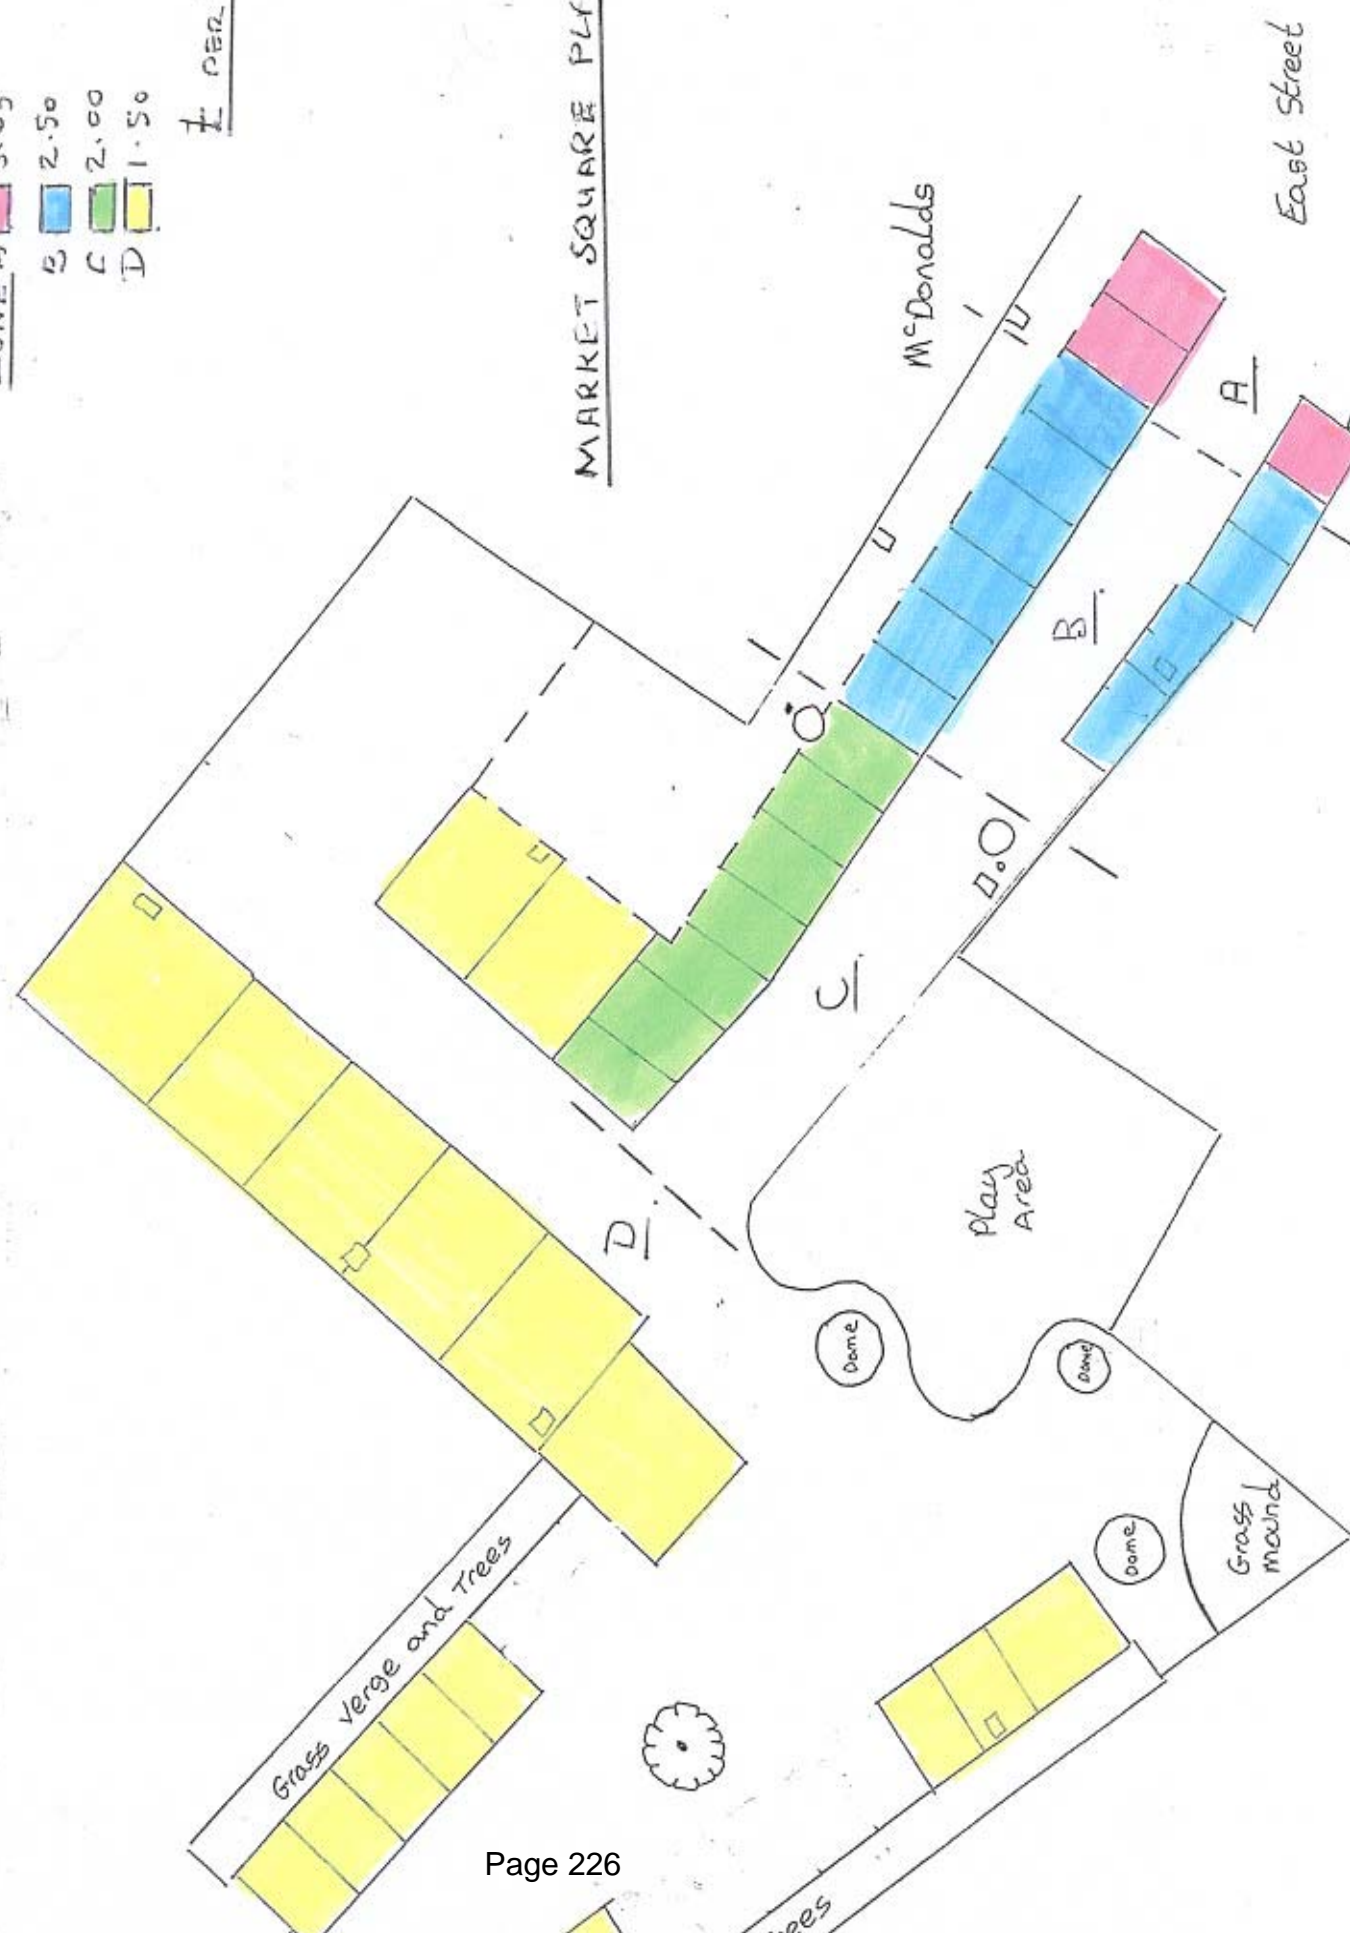 B 2.50
C 2.00
D 1.50
£ PER
MARKET SQUARE
McDonalds
East Street
A
B.
C.
D.
Play
Area
Dome
Dome
Dome
Grass
mound
Grass Verge and Trees
Page 226